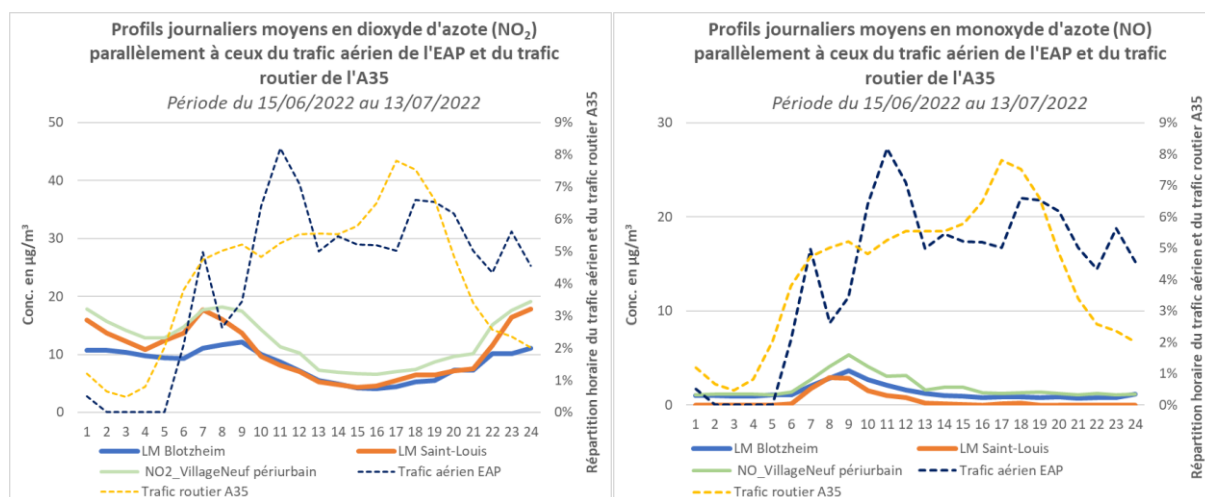 Profils journaliers moyens en dioxyde d'azote (NO₂)
parallèlement à ceux du trafic aérien de l'EAP et du trafic
routier de l'A35
Période du 15/06/2022 au 13/07/2022
Conc. en µg/m³
50
40
30
20
10
0
9%
8%
7%
6%
5%
4%
3%
2%
1%
0%
Répartition horaire du trafic aérien et du trafic routier A35
1 2 3 4 5 6 7 8 9 10 11 12 13 14 15 16 17 18 19 20 21 22 23 24
LM Blotzheim
LM Saint-Louis
NO2_VillageNeuf périurbain
Trafic aérien EAP
Trafic routier A35
Profils journaliers moyens en monoxyde d'azote (NO)
parallèlement à ceux du trafic aérien de l'EAP et du trafic
routier de l'A35
Période du 15/06/2022 au 13/07/2022
Conc. en µg/m³
30
20
10
0
9%
8%
7%
6%
5%
4%
3%
2%
1%
0%
Répartition horaire du trafic aérien et du trafic routier A35
1 2 3 4 5 6 7 8 9 10 11 12 13 14 15 16 17 18 19 20 21 22 23 24
LM Blotzheim
LM Saint-Louis
NO_VillageNeuf périurbain
Trafic aérien EAP
Trafic routier A35